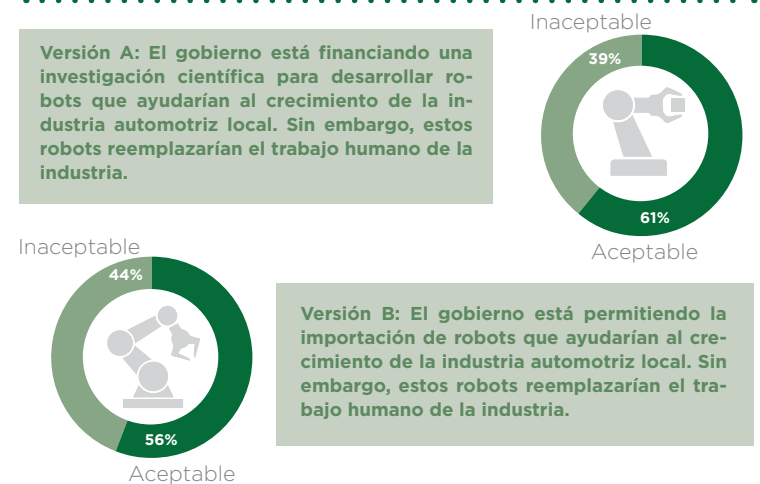 Inaceptable
39%
Versión A: El gobierno está financiando una
investigación científica para desarrollar ro-
bots que ayudarían al crecimiento de la in-
dustria automotriz local. Sin embargo, estos
robots reemplazarían el trabajo humano de la
industria.
61%
Aceptable
Inaceptable
44%
56%
Aceptable
Versión B: El gobierno está permitiendo la
importación de robots que ayudarían al cre-
cimiento de la industria automotriz local. Sin
embargo, estos robots reemplazarían el tra-
bajo humano de la industria.